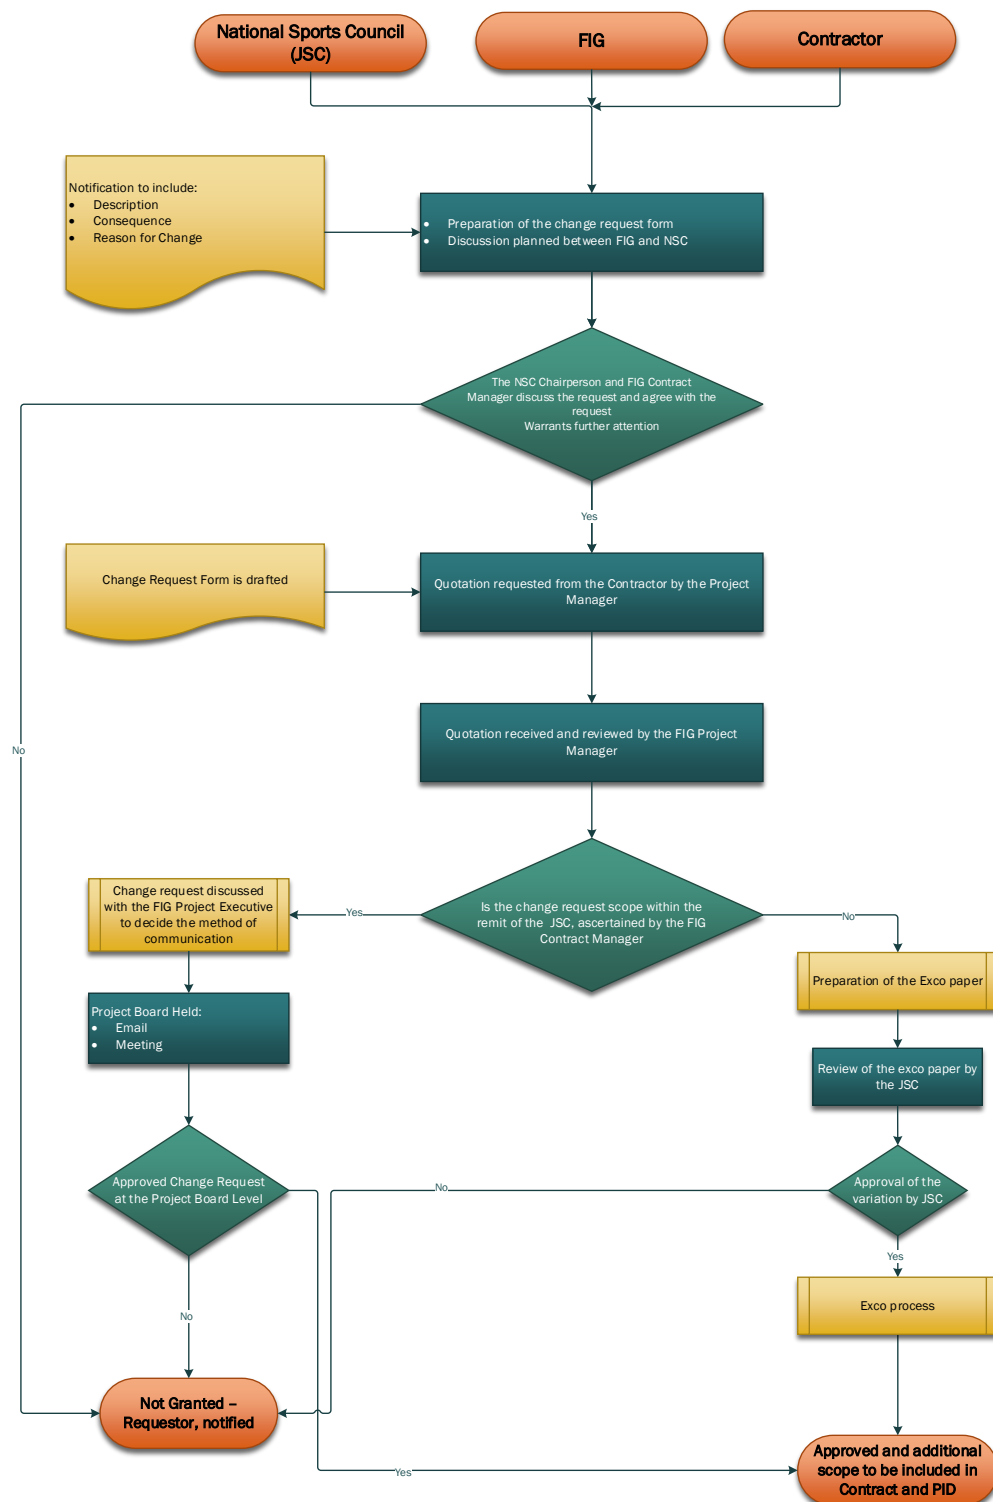 National Sports Council
(JSC)
FIG
Contractor
Notification to include:
• Description
• Consequence
• Reason for Change
• Preparation of the change request form
• Discussion planned between FIG and NSC
The NSC Chairperson and FIG Contract
Manager discuss the request and agree with the
request
Warrants further attention
Yes
Change Request Form is drafted
Quotation requested from the Contractor by the Project
Manager
No
Quotation received and reviewed by the FIG Project
Manager
Is the change request scope within the
remit of the JSC, ascertained by the FIG
Contract Manager
Yes
No
Change request discussed
with the FIG Project Executive
to decide the method of
communication
Preparation of the Exco paper
Project Board Held:
• Email
• Meeting
Review of the exco paper by
the JSC
Approved Change Request
at the Project Board Level
No
Approval of the
variation by JSC
Yes
Exco process
No
Not Granted –
Requestor, notified
Yes
Approved and additional
scope to be included in
Contract and PID